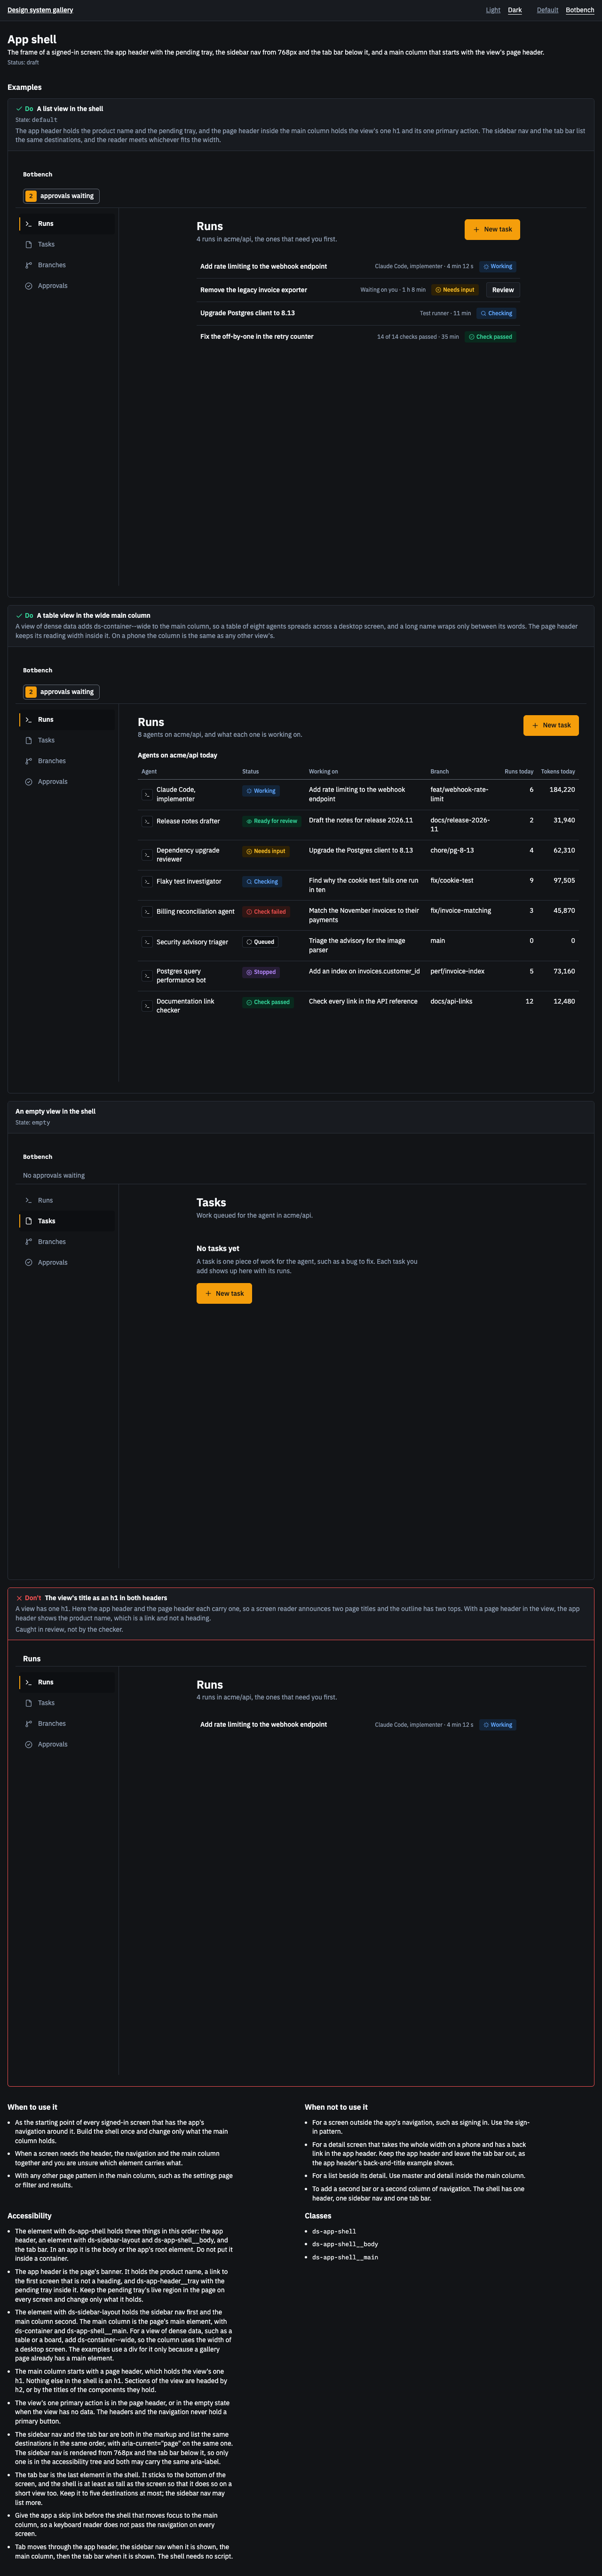 Design system gallery
Light Dark Default Botbench
App shell
The frame of a signed-in screen: the app header with the pending tray, the sidebar nav from 768px and the tab bar below it, and a main column that starts with the view's page header.
Status: draft
Examples
Do A list view in the shell
State: default
The app header holds the product name and the pending tray, and the page header inside the main column holds the view's one h1 and its one primary action. The sidebar nav and the tab bar list
the same destinations, and the reader meets whichever fits the width.
Botbench
2 approvals waiting
Runs
Tasks
Branches
Approvals
Runs
4 runs in acme/api, the ones that need you first.
New task
Add rate limiting to the webhook endpoint Claude Code, implementer · 4 min 12 s Working
Remove the legacy invoice exporter Waiting on you · 1 h 8 min Needs input Review
Upgrade Postgres client to 8.13 Test runner · 11 min Checking
Fix the off-by-one in the retry counter 14 of 14 checks passed · 35 min Check passed
Do A table view in the wide main column
A view of dense data adds ds-container--wide to the main column, so a table of eight agents spreads across a desktop screen, and a long name wraps only between its words. The page header
keeps its reading width inside it. On a phone the column is the same as any other view's.
Botbench
2 approvals waiting
Runs
Tasks
Branches
Approvals
Runs
8 agents on acme/api, and what each one is working on.
New task
Agents on acme/api today
Agent Status Working on Branch Runs today Tokens today
Claude Code, implementer Working Add rate limiting to the webhook endpoint feat/webhook-rate-limit 6 184,220
Release notes drafter Ready for review Draft the notes for release 2026.11 docs/release-2026-11 2 31,940
Dependency upgrade reviewer Needs input Upgrade the Postgres client to 8.13 chore/pg-8-13 4 62,310
Flaky test investigator Checking Find why the cookie test fails one run in ten fix/cookie-test 9 97,505
Billing reconciliation agent Check failed Match the November invoices to their payments fix/invoice-matching 3 45,870
Security advisory triager Queued Triage the advisory for the image parser main 0 0
Postgres query performance bot Stopped Add an index on invoices.customer_id perf/invoice-index 5 73,160
Documentation link checker Check passed Check every link in the API reference docs/api-links 12 12,480
An empty view in the shell
State: empty
Botbench
No approvals waiting
Runs
Tasks
Branches
Approvals
Tasks
Work queued for the agent in acme/api.
No tasks yet
A task is one piece of work for the agent, such as a bug to fix. Each task you
add shows up here with its runs.
New task
Don't The view's title as an h1 in both headers
A view has one h1. Here the app header and the page header each carry one, so a screen reader announces two page titles and the outline has two tops. With a page header in the view, the app
header shows the product name, which is a link and not a heading.
Caught in review, not by the checker.
Runs
Runs
Tasks
Branches
Approvals
Runs
4 runs in acme/api, the ones that need you first.
Add rate limiting to the webhook endpoint Claude Code, implementer · 4 min 12 s Working
When to use it
As the starting point of every signed-in screen that has the app's
navigation around it. Build the shell once and change only what the main
column holds.
When a screen needs the header, the navigation and the main column
together and you are unsure which element carries what.
With any other page pattern in the main column, such as the settings page
or filter and results.
When not to use it
For a screen outside the app's navigation, such as signing in. Use the sign-
in pattern.
For a detail screen that takes the whole width on a phone and has a back
link in the app header. Keep the app header and leave the tab bar out, as
the app header's back-and-title example shows.
For a list beside its detail. Use master and detail inside the main column.
To add a second bar or a second column of navigation. The shell has one
header, one sidebar nav and one tab bar.
Accessibility
The element with ds-app-shell holds three things in this order: the app
header, an element with ds-sidebar-layout and ds-app-shell__body, and
the tab bar. In an app it is the body or the app's root element. Do not put it
inside a container.
The app header is the page's banner. It holds the product name, a link to
the first screen that is not a heading, and ds-app-header__tray with the
pending tray inside it. Keep the pending tray's live region in the page on
every screen and change only what it holds.
The element with ds-sidebar-layout holds the sidebar nav first and the
main column second. The main column is the page's main element, with
ds-container and ds-app-shell__main. For a view of dense data, such as a
table or a board, add ds-container--wide, so the column uses the width of
a desktop screen. The examples use a div for it only because a gallery
page already has a main element.
The main column starts with a page header, which holds the view's one
h1. Nothing else in the shell is an h1. Sections of the view are headed by
h2, or by the titles of the components they hold.
The view's one primary action is in the page header, or in the empty state
when the view has no data. The headers and the navigation never hold a
primary button.
The sidebar nav and the tab bar are both in the markup and list the same
destinations in the same order, with aria-current="page" on the same one.
The sidebar nav is rendered from 768px and the tab bar below it, so only
one is in the accessibility tree and both may carry the same aria-label.
The tab bar is the last element in the shell. It sticks to the bottom of the
screen, and the shell is at least as tall as the screen so that it does so on a
short view too. Keep it to five destinations at most; the sidebar nav may
list more.
Give the app a skip link before the shell that moves focus to the main
column, so a keyboard reader does not pass the navigation on every
screen.
Tab moves through the app header, the sidebar nav when it is shown, the
main column, then the tab bar when it is shown. The shell needs no script.
Classes
ds-app-shell
ds-app-shell__body
ds-app-shell__main